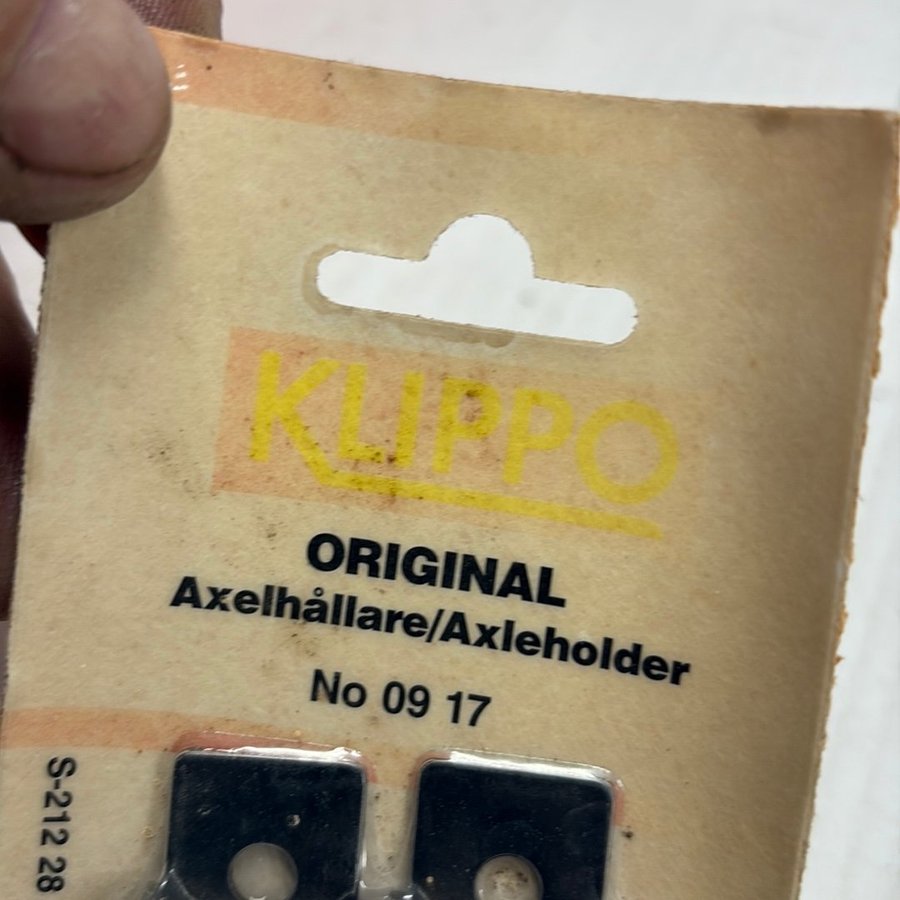 KLIPPO
ORIGINAL
Axelhållare/Axleholder
No 09 17
S-212 28